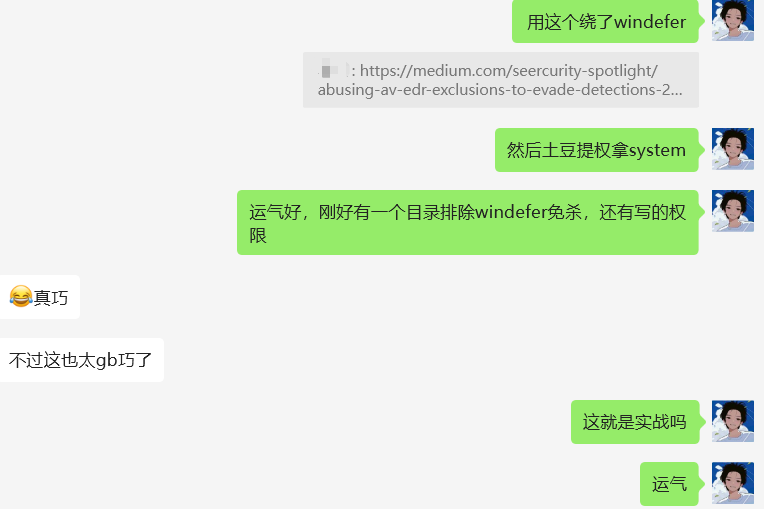 用这个绕了windefer
: https://medium.com/seercurity-spotlight/
abusing-av-edr-exclusions-to-evade-detections-2...
然后土豆提权拿system
运气好，刚好有一个目录排除windefer免杀，还有写的权
限
😂真巧
不过这也太gb巧了
这就是实战吗
运气